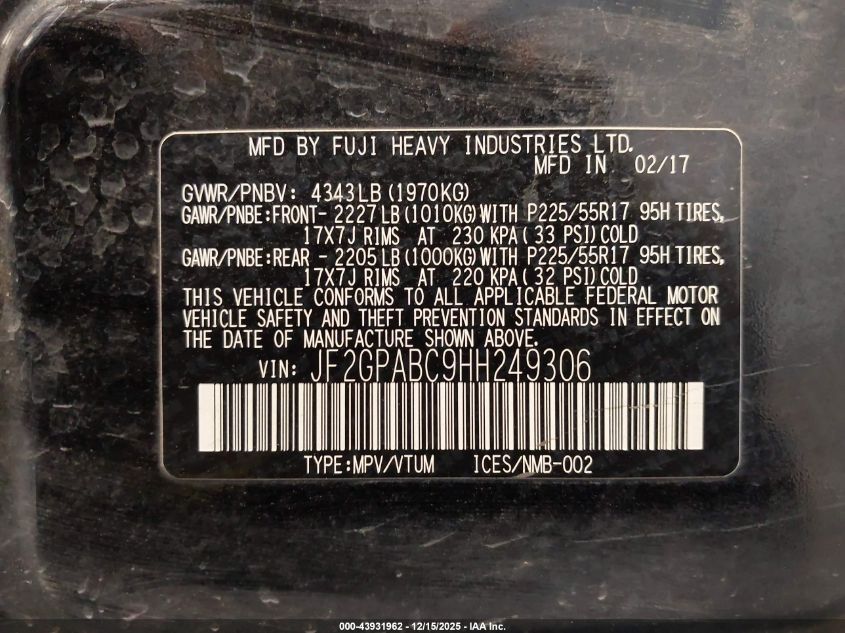 MFD BY FUJI HEAVY INDUSTRIES LTD.
MFD IN 02/17
GVWR/PNBV: 4343LB (1970KG)
GAWR/PNBE:FRONT- 2227 LB (1010KG) WITH P225/55R17 95H TIRES,
17X7J RIMS AT 230 KPA ( 33 PSI) COLD
GAWR/PNBE:REAR - 2205 LB (1000KG) WITH P225/55R17 95H TIRES,
17X7J RIMS AT 220 KPA ( 32 PSI) COLD
THIS VEHICLE CONFORMS TO ALL APPLICABLE FEDERAL MOTOR
VEHICLE SAFETY AND THEFT PREVENTION STANDARDS IN EFFECT ON
THE DATE OF MANUFACTURE SHOWN ABOVE.
VIN: JF2GPABC9HH249306
TYPE:MPV/VTUM ICES/NMB-002
000-43931962 - 12/15/2025 - IAA Inc.